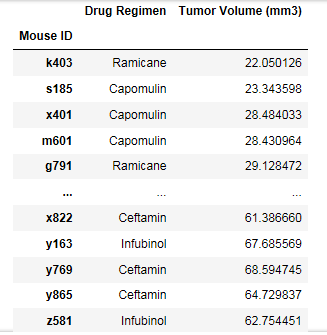 Drug Regimen Tumor Volume (mm3)
Mouse ID
k403 Ramicane 22.050126
s185 Capomulin 23.343598
x401 Capomulin 28.484033
m601 Capomulin 28.430964
g791 Ramicane 29.128472
... ... ...
x822 Ceftamin 61.386660
y163 Infubinol 67.685569
y769 Ceftamin 68.594745
y865 Ceftamin 64.729837
z581 Infubinol 62.754451